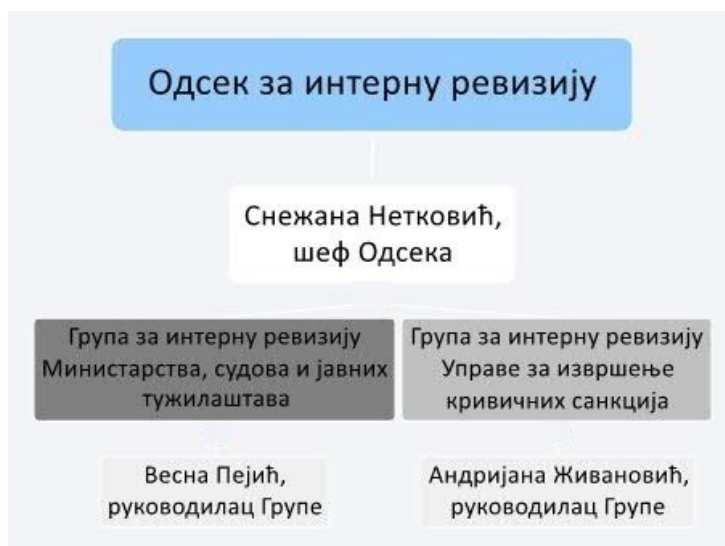 Одсек за интерну ревизију
Снежана Нетковић,
шеф Одсека
Група за интерну ревизију
Министарства, судова и јавних
тужилаштава
Група за интерну ревизију
Управе за извршење
кривичних санкција
Весна Пејић,
руководилац Групе
Андријана Живановић,
руководилац Групе